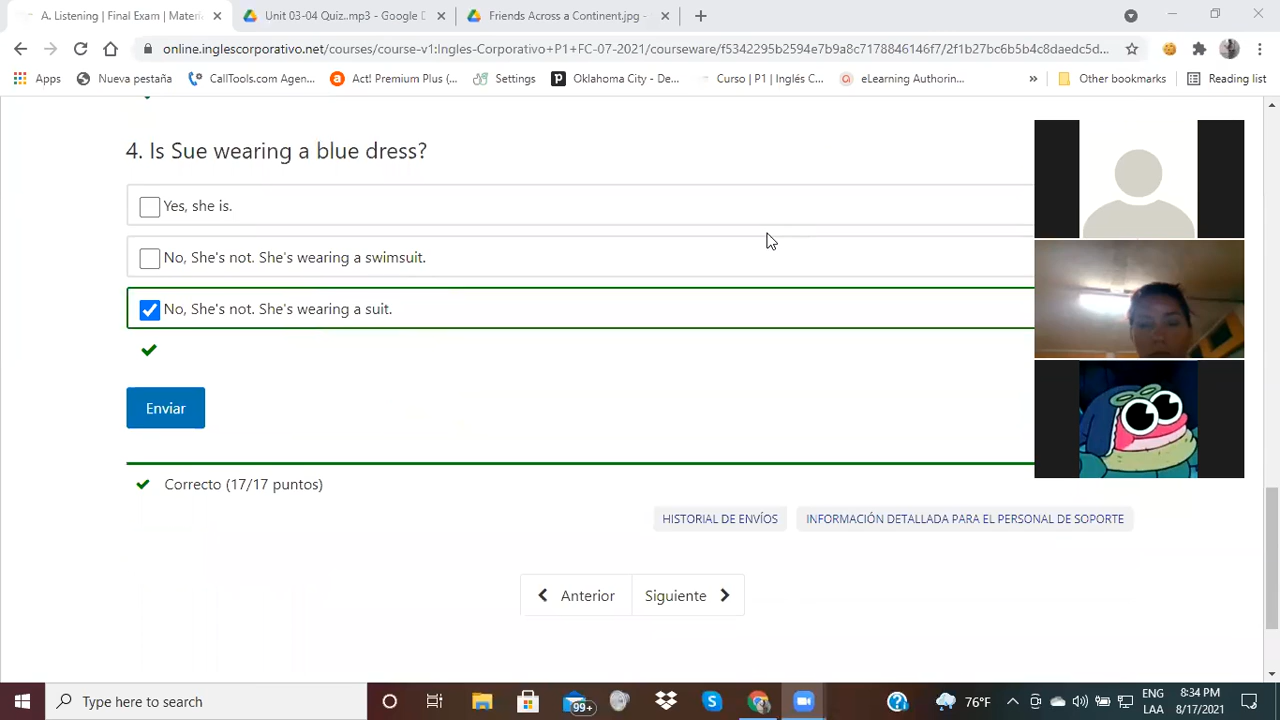 A. Listening | Final Exam | Materi
Unit 03-04 Quiz..mp3 - Google D
Friends Across a Continent.jpg -
online.inglescorporativo.net/courses/course-v1:Ingles-Corporativo+P1+FC-07-2021/courseware/f5342295b2594e7b9a8c7178846146f7/2f1b27bc6b5b4c8daedc5d...
Apps
Nueva pestaña
CallTools.com Agen...
Act! Premium Plus (...
Settings
Oklahoma City - De...
Curso | P1 | Inglés C...
eLearning Authorin...
»
Other bookmarks
Reading list
4. Is Sue wearing a blue dress?
Yes, she is.
No, She's not. She's wearing a swimsuit.
No, She's not. She's wearing a suit.
Enviar
Correcto (17/17 puntos)
HISTORIAL DE ENVÍOS
INFORMACIÓN DETALLADA PARA EL PERSONAL DE SOPORTE
Anterior
Siguiente
Type here to search
99+
76°F
ENG
LAA
8:34 PM
8/17/2021